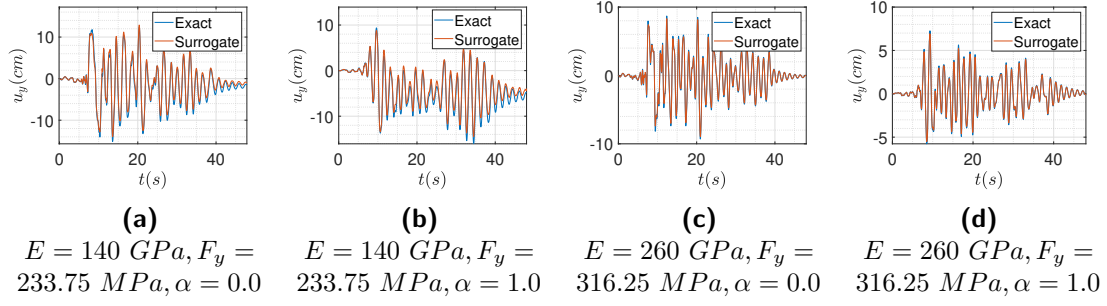 Exact
Surrogate
10
0
-10
u_y(cm)
0 20 40
t(s)
(a)
E = 140 GPa, F_y =
233.75 MPa, α = 0.0
Exact
Surrogate
10
0
-10
u_y(cm)
0 20 40
t(s)
(b)
E = 140 GPa, F_y =
233.75 MPa, α = 1.0
Exact
Surrogate
10
0
-10
u_y(cm)
0 20 40
t(s)
(c)
E = 260 GPa, F_y =
316.25 MPa, α = 0.0
Exact
Surrogate
5
0
-5
u_y(cm)
0 20 40
t(s)
(d)
E = 260 GPa, F_y =
316.25 MPa, α = 1.0